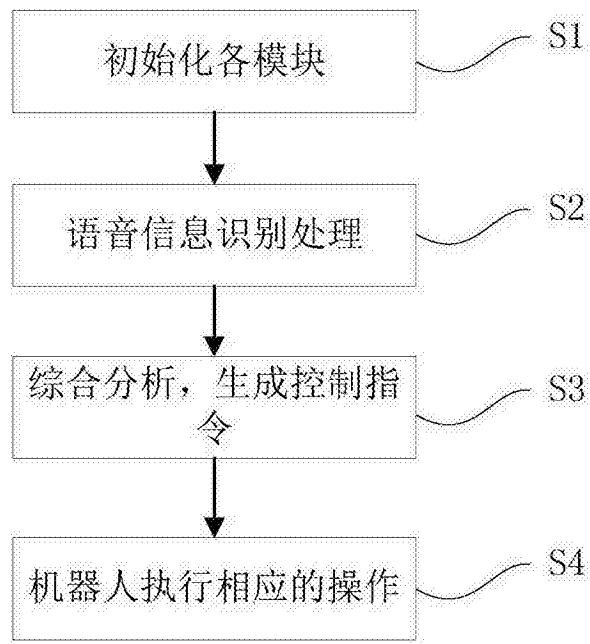 初始化各模块
S1
语音信息识别处理
S2
综合分析，生成控制指
令
S3
机器人执行相应的操作
S4